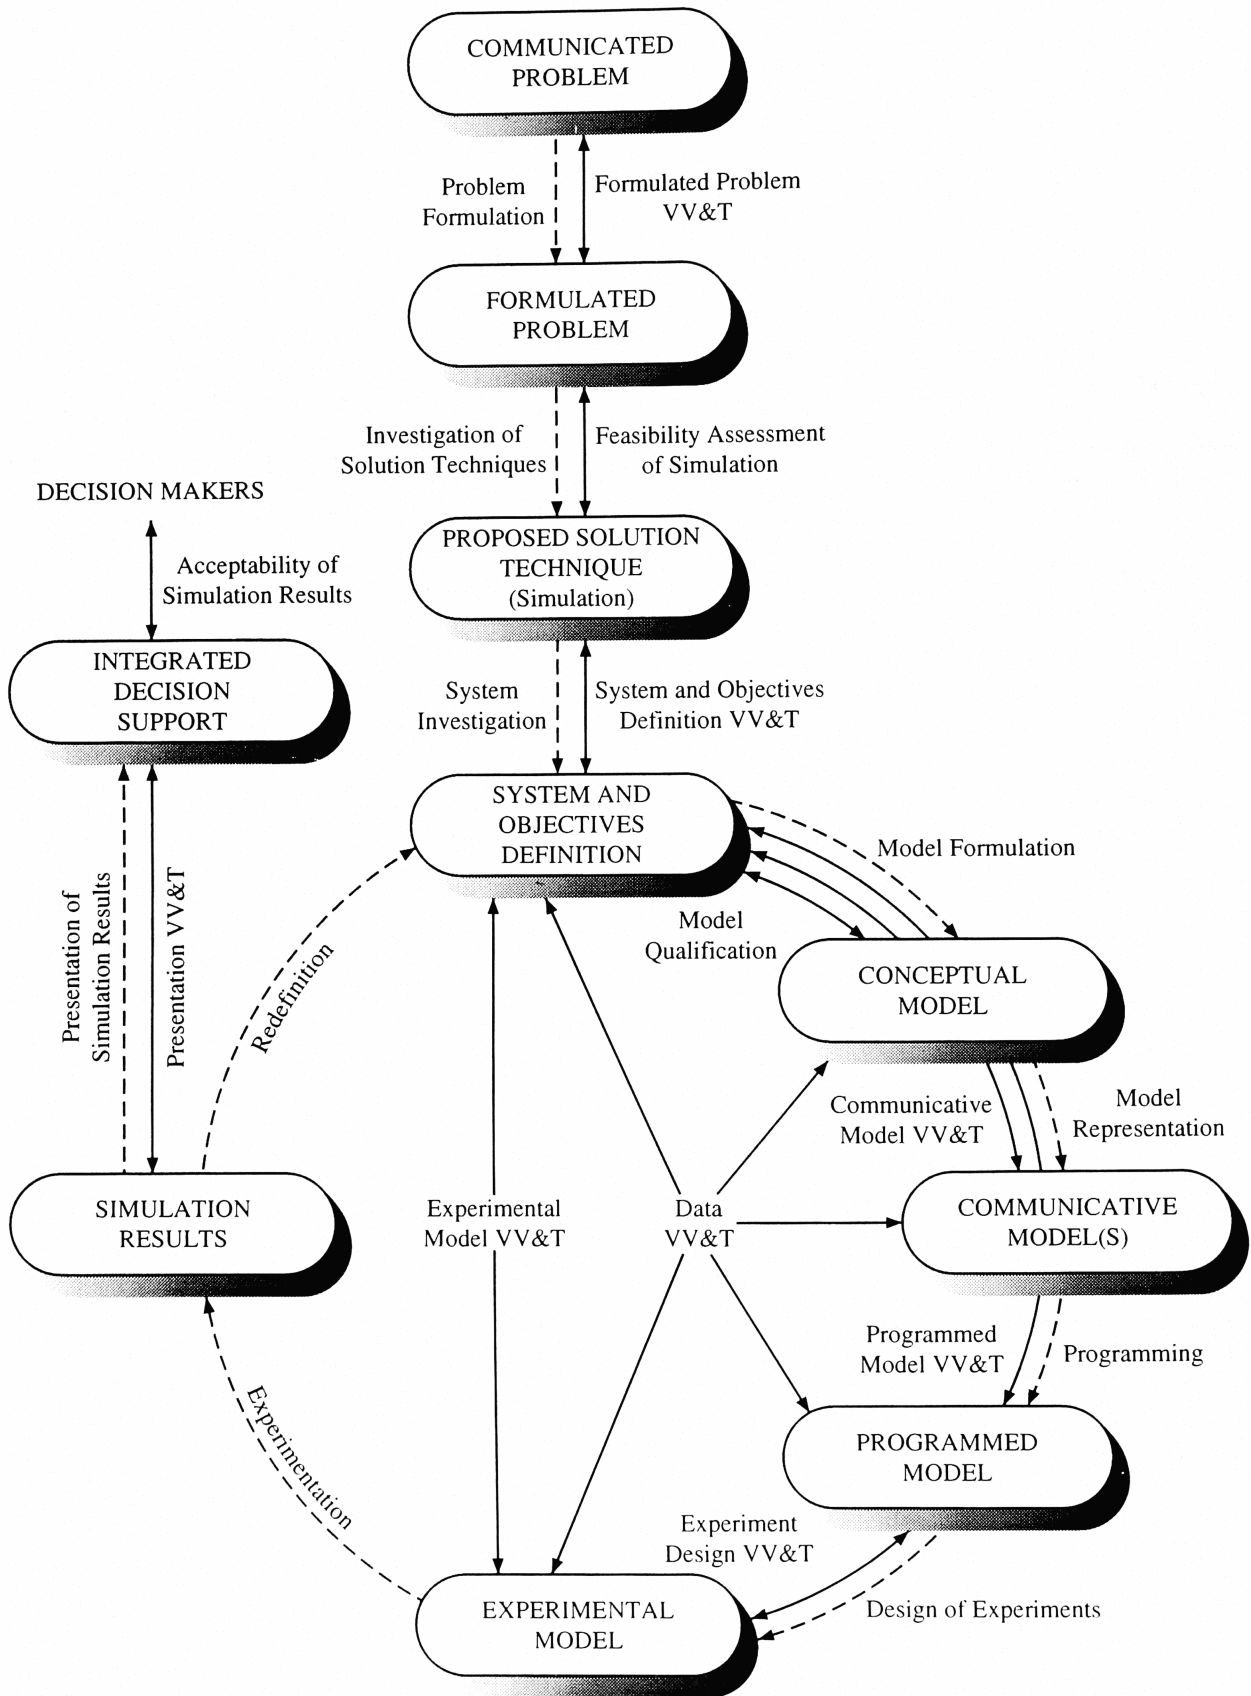 COMMUNICATED
PROBLEM
Problem
Formulation
Formulated Problem
VV&T
FORMULATED
PROBLEM
Investigation of
Solution Techniques
Feasibility Assessment
of Simulation
DECISION MAKERS
PROPOSED SOLUTION
TECHNIQUE
(Simulation)
Acceptability of
Simulation Results
INTEGRATED
DECISION
SUPPORT
System
Investigation
System and Objectives
Definition VV&T
SYSTEM AND
OBJECTIVES
DEFINITION
Model Formulation
Model
Qualification
Presentation of
Simulation Results
Presentation VV&T
Redefinition
CONCEPTUAL
MODEL
Communicative
Model VV&T
Model
Representation
SIMULATION
RESULTS
Experimental
Model VV&T
Data
VV&T
COMMUNICATIVE
MODEL(S)
Programmed
Model VV&T
Programming
Experimentation
PROGRAMMED
MODEL
Experiment
Design VV&T
Design of Experiments
EXPERIMENTAL
MODEL